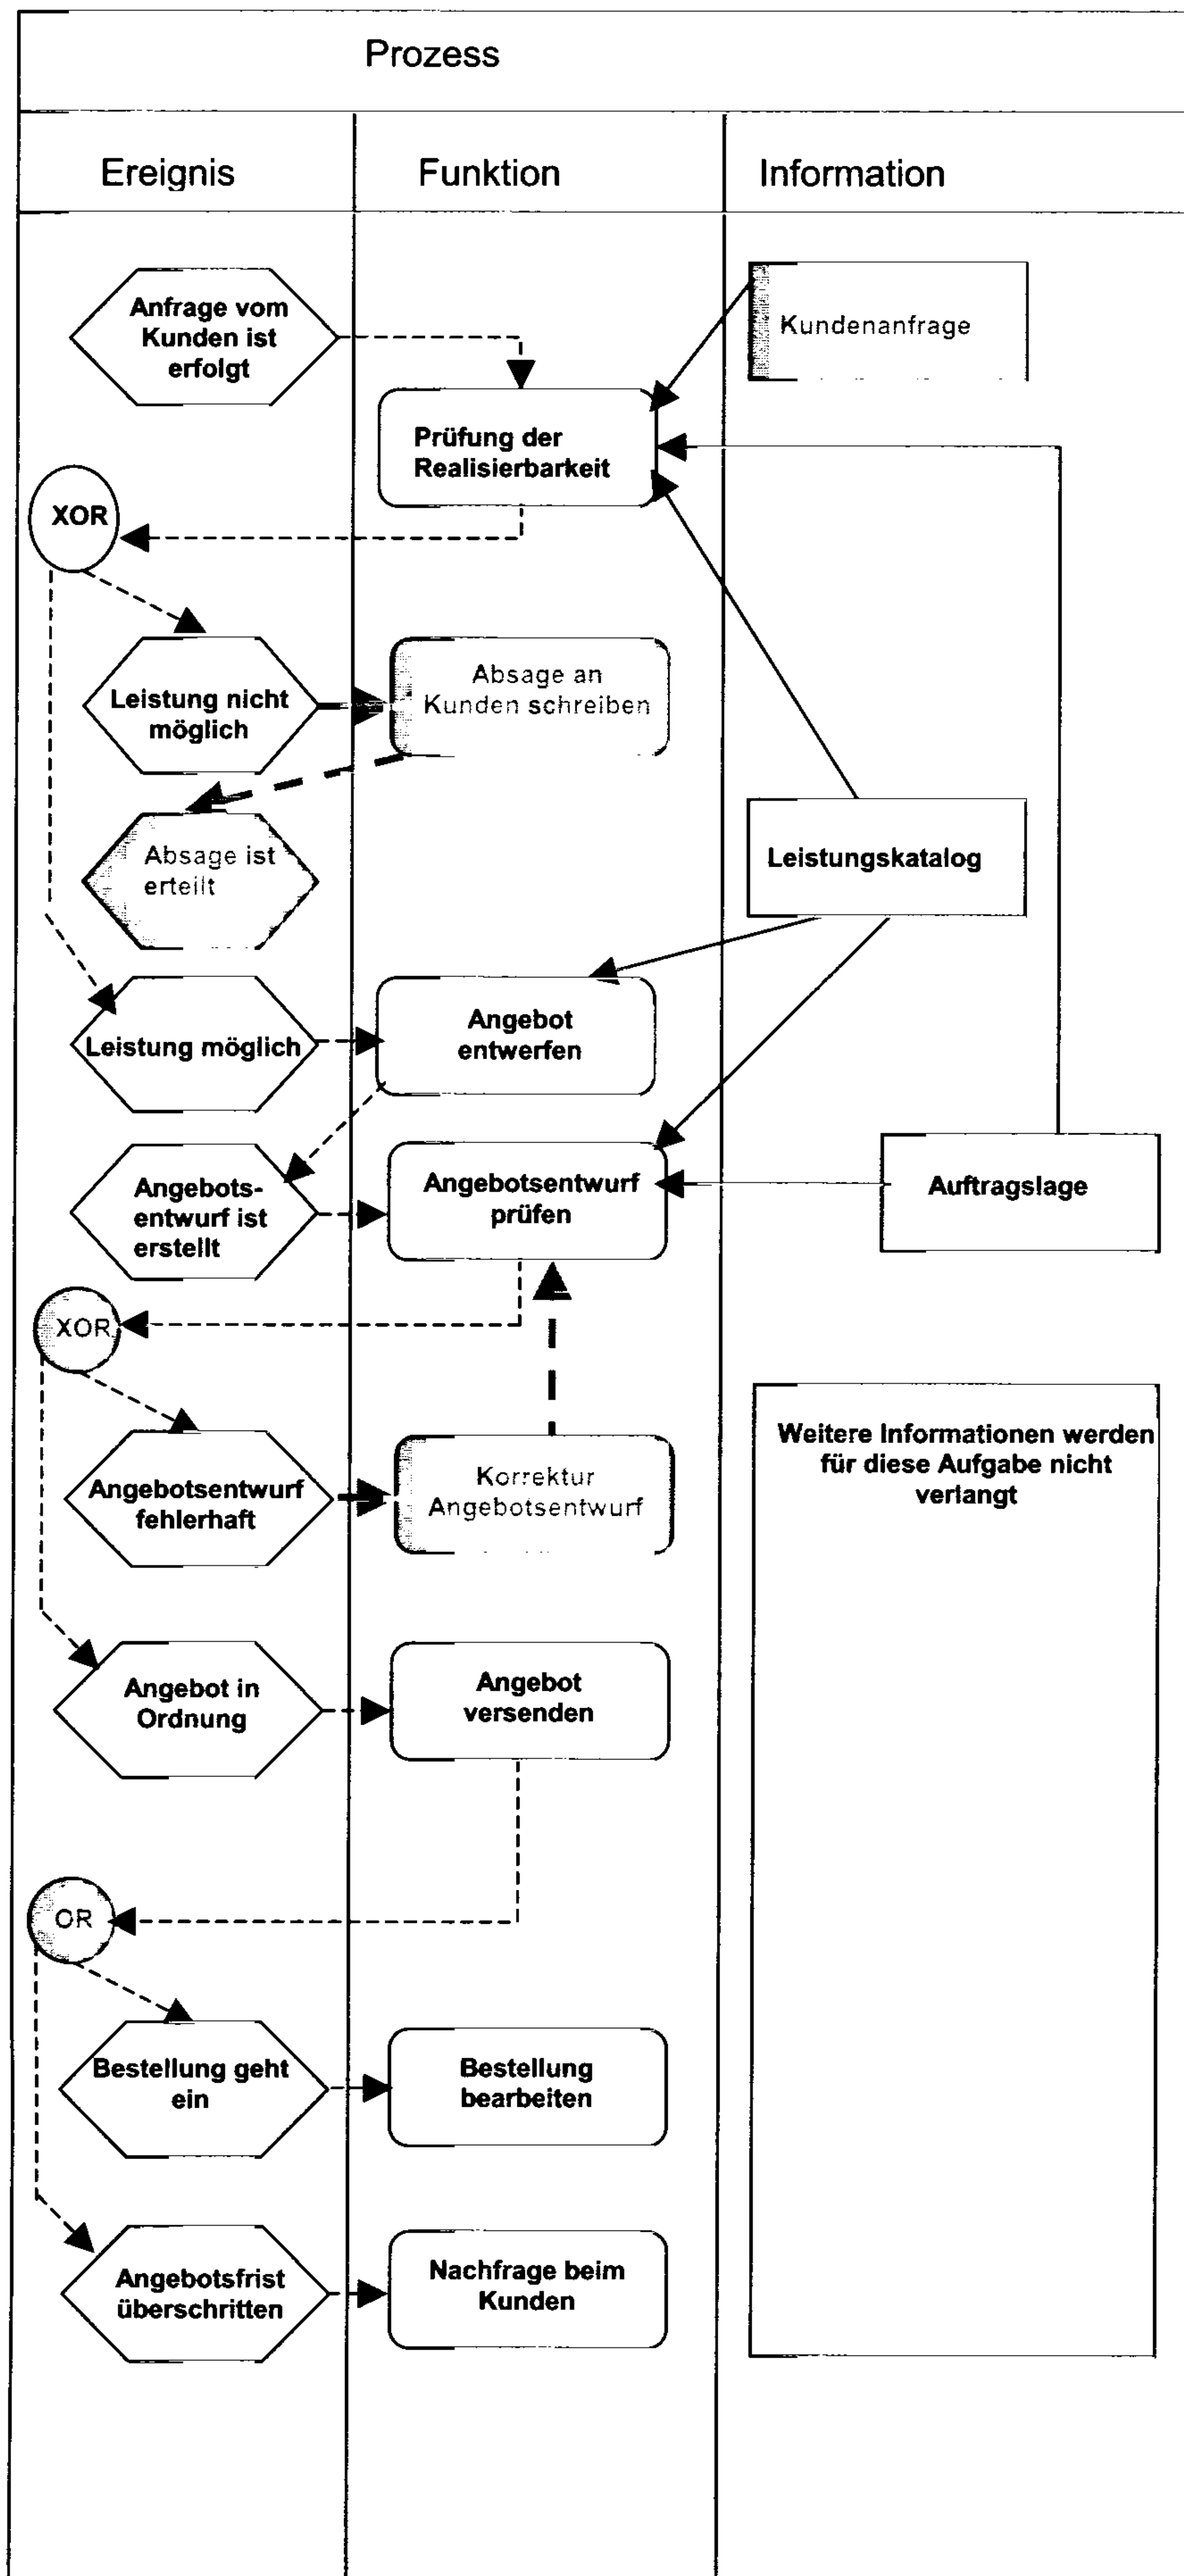 Prozess
Ereignis
Funktion
Information
Anfrage vom
Kunden ist
erfolgt
Kundenanfrage
Prüfung der
Realisierbarkeit
XOR
Leistung nicht
möglich
Absage an
Kunden schreiben
Absage ist
erteilt
Leistungskatalog
Leistung möglich
Angebot
entwerfen
Angebots-
entwurf ist
erstellt
Angebotsentwurf
prüfen
Auftragslage
XOR
Angebotsentwurf
fehlerhaft
Korrektur
Angebotsentwurf
Weitere Informationen werden
für diese Aufgabe nicht
verlangt
Angebot in
Ordnung
Angebot
versenden
OR
Bestellung geht
ein
Bestellung
bearbeiten
Angebotsfrist
überschritten
Nachfrage beim
Kunden